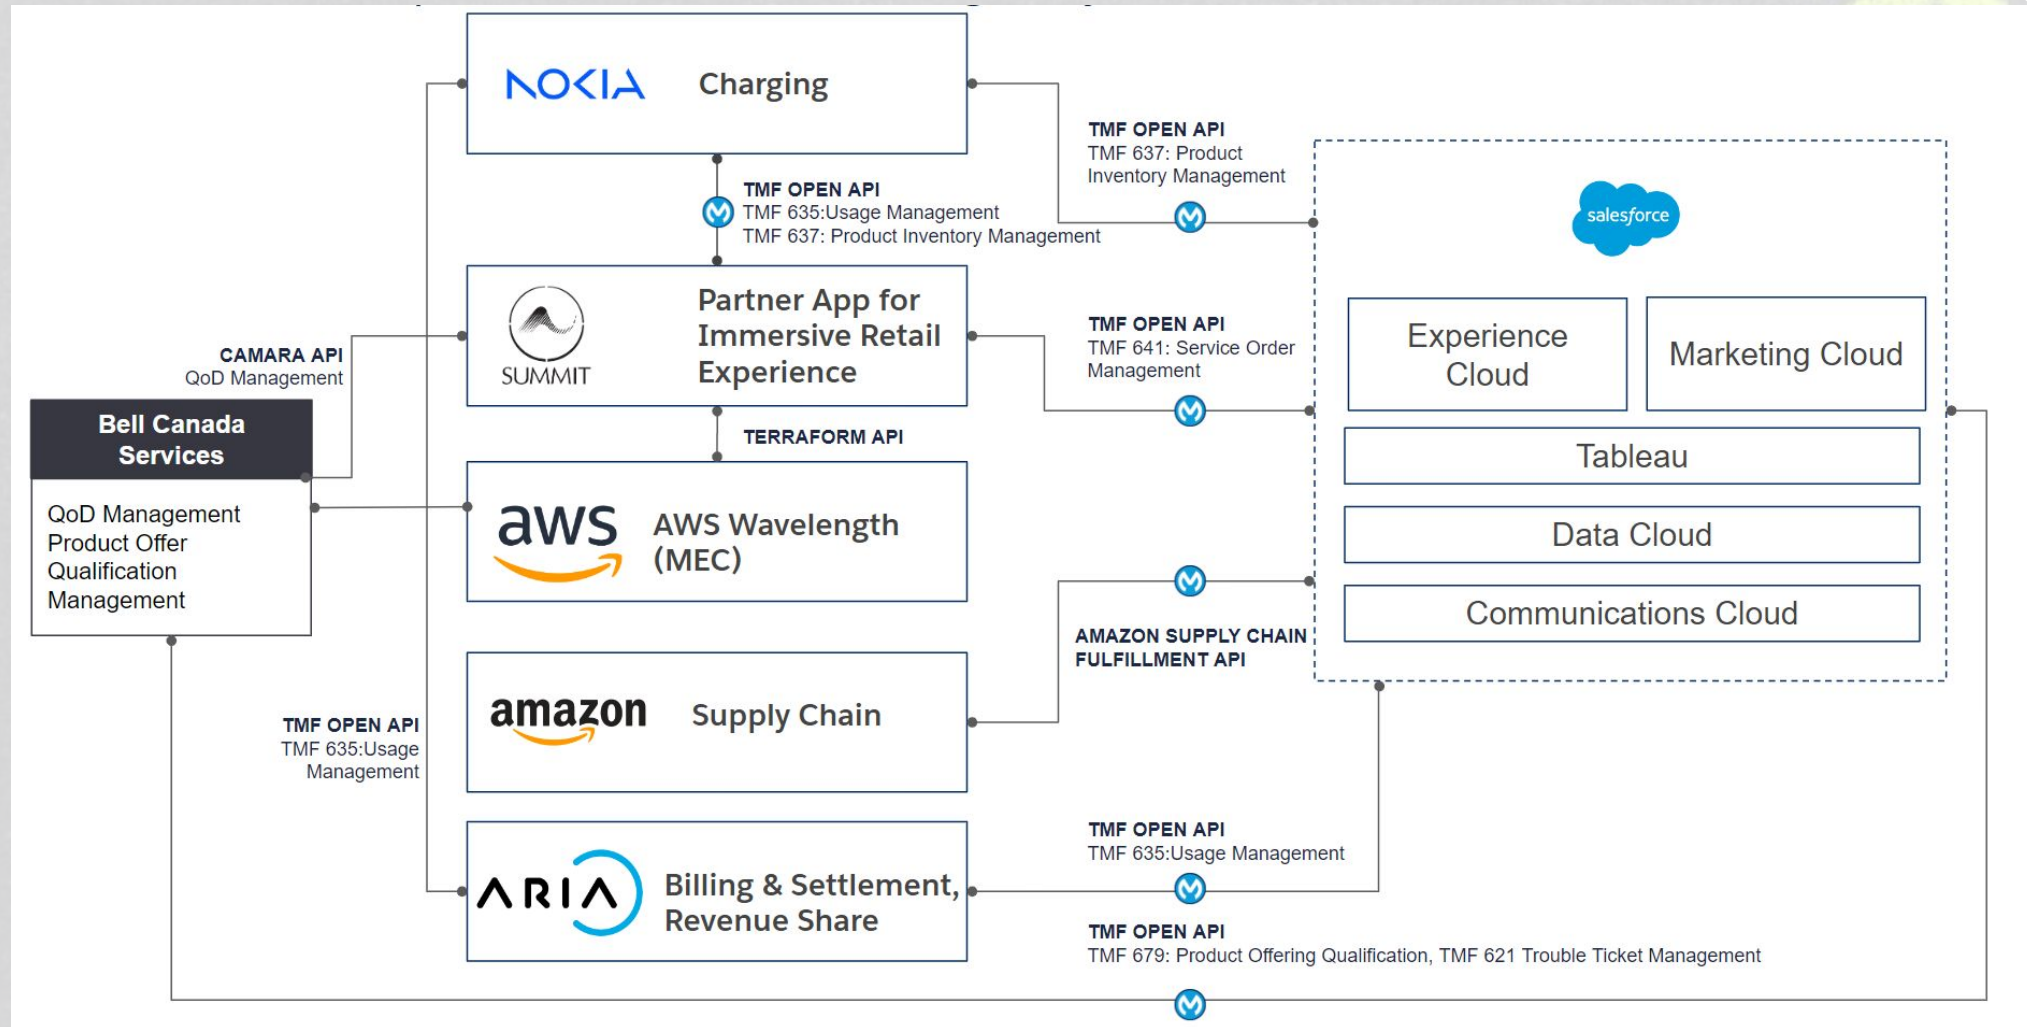 NOKIA
Charging
TMF OPEN API
TMF 637: Product
Inventory Management
TMF OPEN API
TMF 635:Usage Management
TMF 637: Product Inventory Management
salesforce
SUMMIT
Partner App for
Immersive Retail
Experience
TMF OPEN API
TMF 641: Service Order
Management
Experience
Cloud
Marketing Cloud
CAMARA API
QoD Management
Bell Canada
Services
QoD Management
Product Offer
Qualification
Management
TERRAFORM API
Tableau
aws
AWS Wavelength
(MEC)
Data Cloud
Communications Cloud
AMAZON SUPPLY CHAIN
FULFILLMENT API
amazon
Supply Chain
TMF OPEN API
TMF 635:Usage
Management
ARIA
Billing & Settlement,
Revenue Share
TMF OPEN API
TMF 635:Usage Management
TMF OPEN API
TMF 679: Product Offering Qualification, TMF 621 Trouble Ticket Management